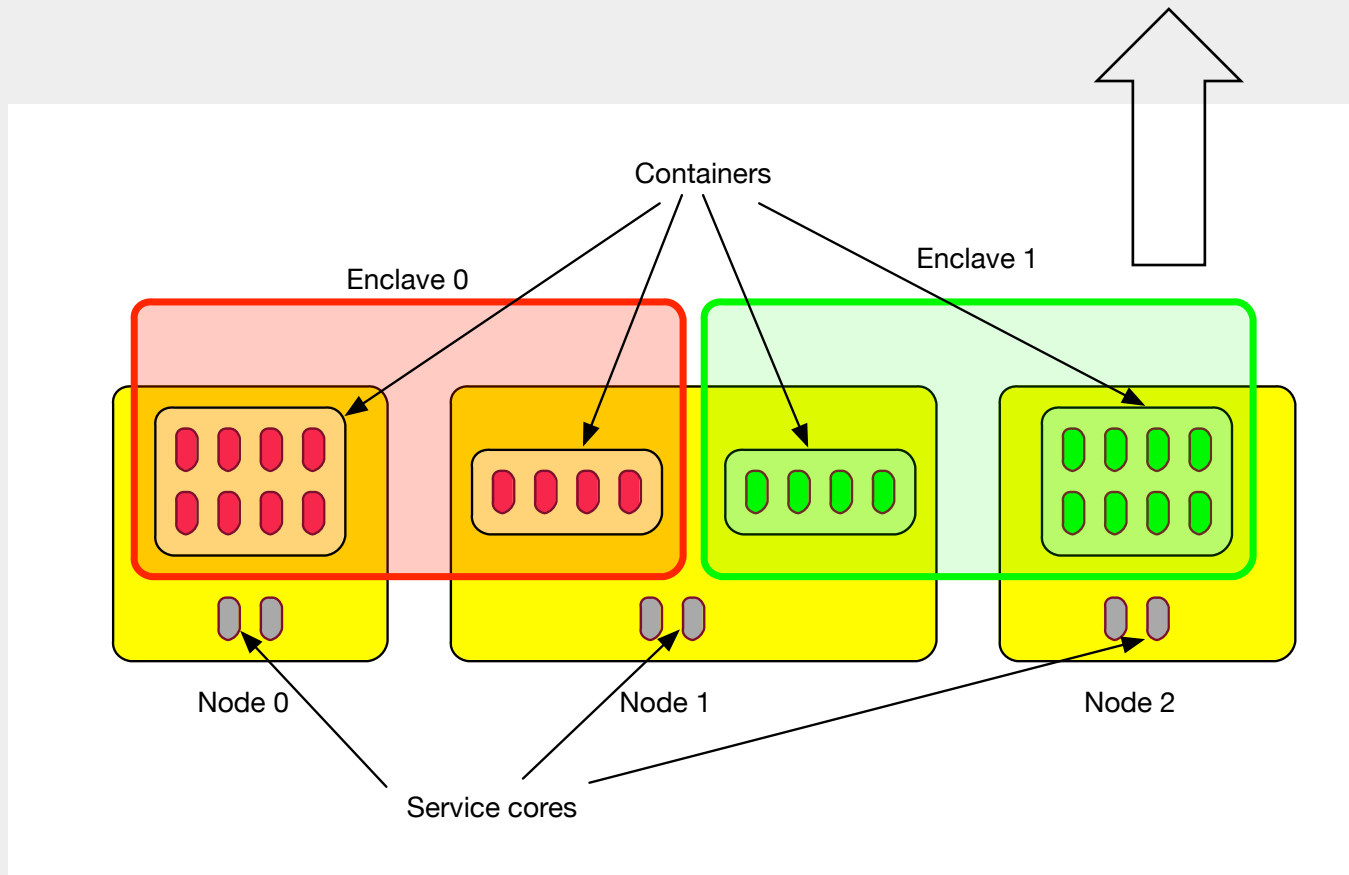 Containers
Enclave 1
Enclave 0
Node 0
Node 1
Node 2
Service cores